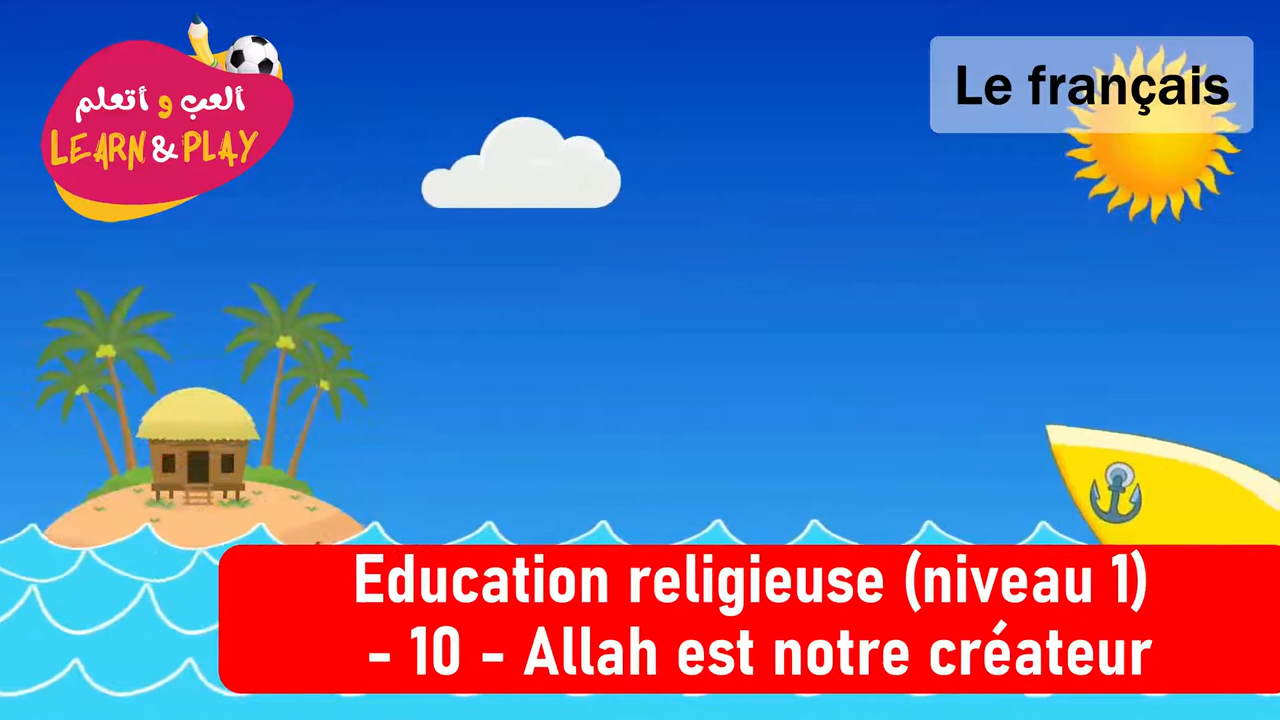 ألعب و أتعلم
LEARN & PLAY
Le français
Education religieuse (niveau 1)
- 10 - Allah est notre créateur